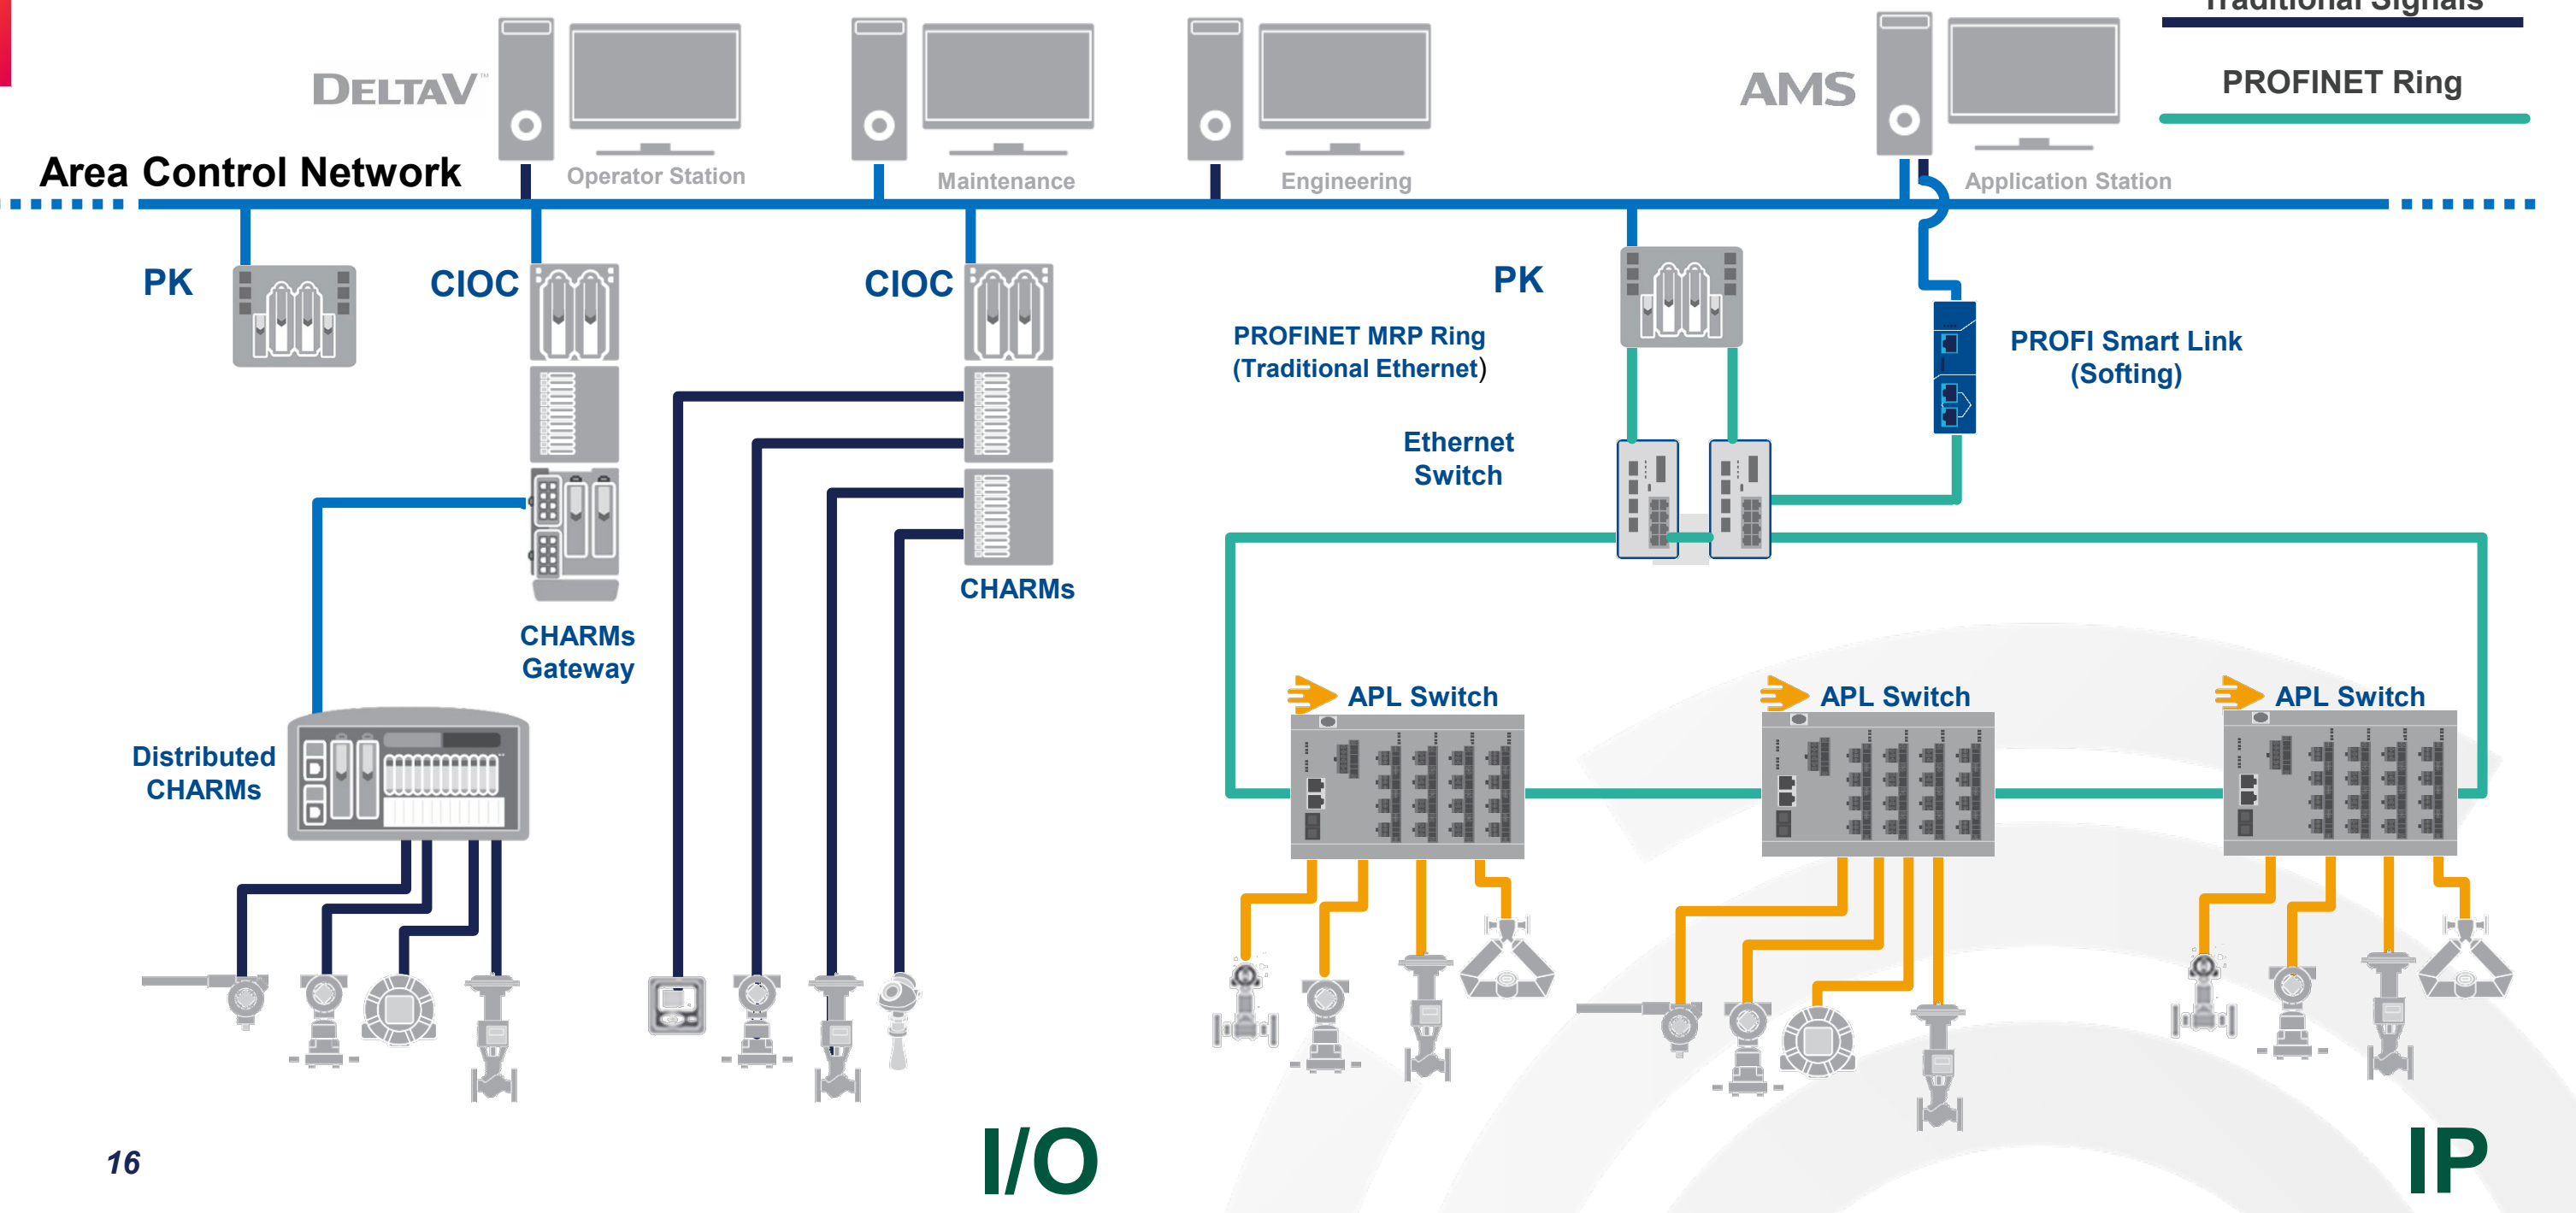 Traditional Signals
DELTAV™
AMS
PROFINET Ring
Area Control Network
Operator Station
Maintenance
Engineering
Application Station
PK
CIOC
CIOC
PK
PROFINET MRP Ring
(Traditional Ethernet)
PROFI Smart Link
(Softing)
Ethernet
Switch
CHARMs
CHARMs
Gateway
APL Switch
APL Switch
APL Switch
Distributed
CHARMs
I/O
IP
16